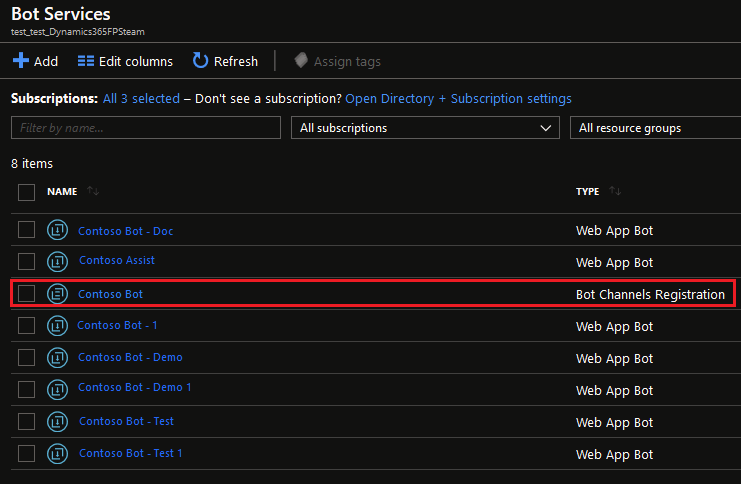 Bot Services
test_test_Dynamics365FPSteam
Add Edit columns Refresh Assign tags
Subscriptions: All 3 selected – Don't see a subscription? Open Directory + Subscription settings
Filter by name... All subscriptions All resource groups
8 items
NAME TYPE
Contoso Bot - Doc Web App Bot
Contoso Assist Web App Bot
Contoso Bot Bot Channels Registration
Contoso Bot - 1 Web App Bot
Contoso Bot - Demo Web App Bot
Contoso Bot - Demo 1 Web App Bot
Contoso Bot - Test Web App Bot
Contoso Bot - Test 1 Web App Bot